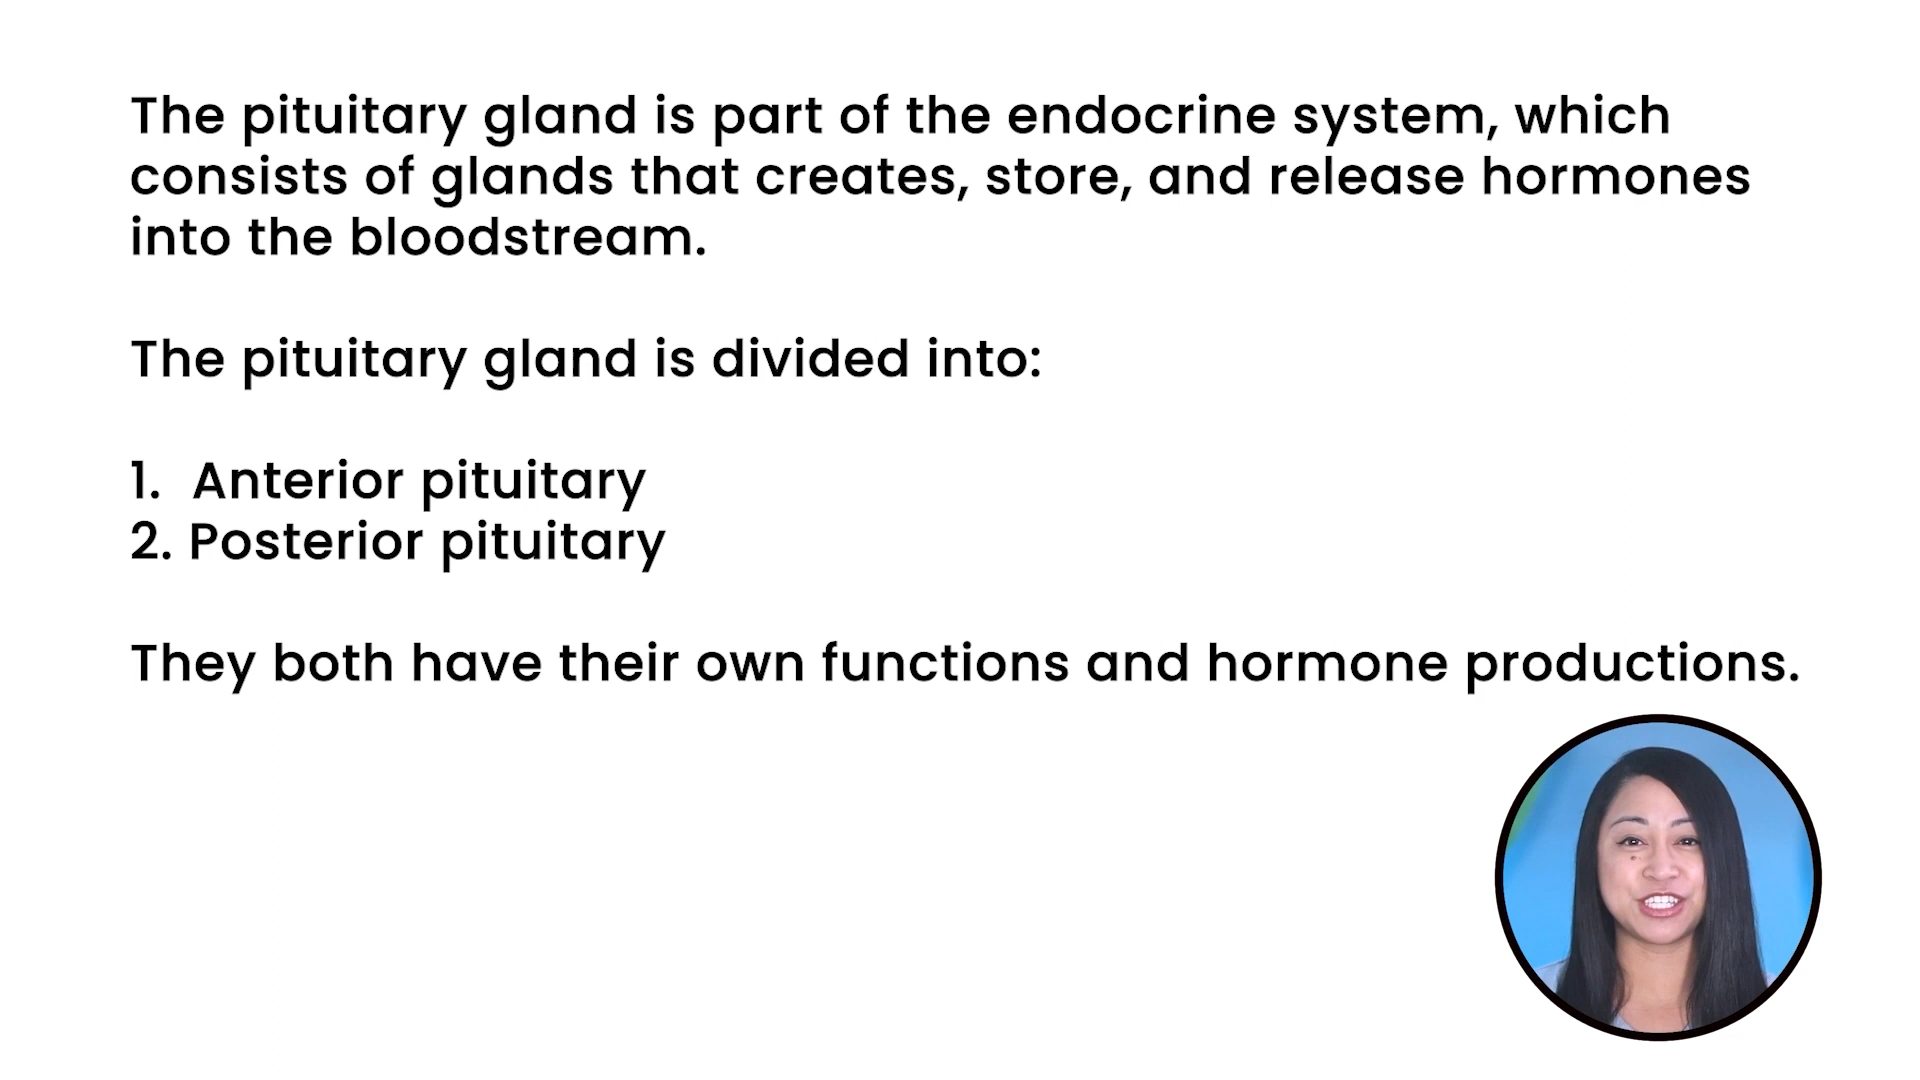 The pituitary gland is part of the endocrine system, which
consists of glands that creates, store, and release hormones
into the bloodstream.
The pituitary gland is divided into:
1. Anterior pituitary
2. Posterior pituitary
They both have their own functions and hormone productions.